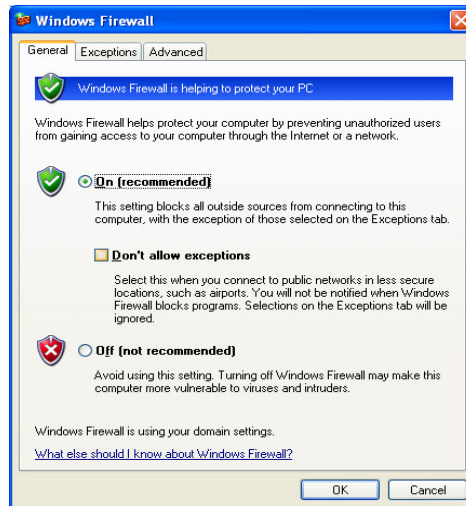 Windows Firewall
General Exceptions Advanced
Windows Firewall is helping to protect your PC
Windows Firewall helps protect your computer by preventing unauthorized users
from gaining access to your computer through the Internet or a network.
On (recommended)
This setting blocks all outside sources from connecting to this
computer, with the exception of those selected on the Exceptions tab.
Don't allow exceptions
Select this when you connect to public networks in less secure
locations, such as airports. You will not be notified when Windows
Firewall blocks programs. Selections on the Exceptions tab will be
ignored.
Off (not recommended)
Avoid using this setting. Turning off Windows Firewall may make this
computer more vulnerable to viruses and intruders.
Windows Firewall is using your domain settings.
What else should I know about Windows Firewall?
OK Cancel